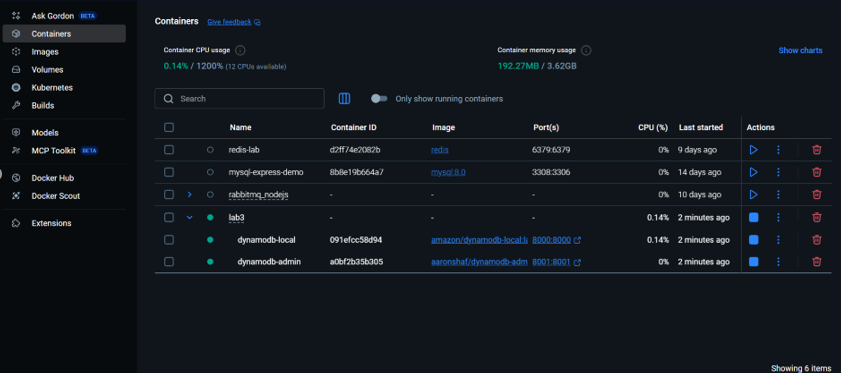 Ask Gordon BETA
Containers
Images
Volumes
Kubernetes
Builds
Models
MCP Toolkit BETA
Docker Hub
Docker Scout
Extensions
Containers Give feedback
Container CPU usage
0.14% / 1200% (12 CPUs available)
Container memory usage
192.27MB / 3.62GB
Show charts
Search
Only show running containers
Name Container ID Image Port(s) CPU (%) Last started Actions
redis-lab d2ff74e2082b redis 6379:6379 0% 9 days ago
mysql-express-demo 8b8e19b664a7 mysql:8.0 3308:3306 0% 14 days ago
rabbitmq_nodejs - - - 0% 10 days ago
lab3 - - - 0.14% 2 minutes ago
dynamodb-local 091efcc58d94 amazon/dynamodb-local:la 8000:8000 0.14% 2 minutes ago
dynamodb-admin a0bf2b35b305 aaronshaf/dynamodb-adm 8001:8001 0% 2 minutes ago
Showing 6 items